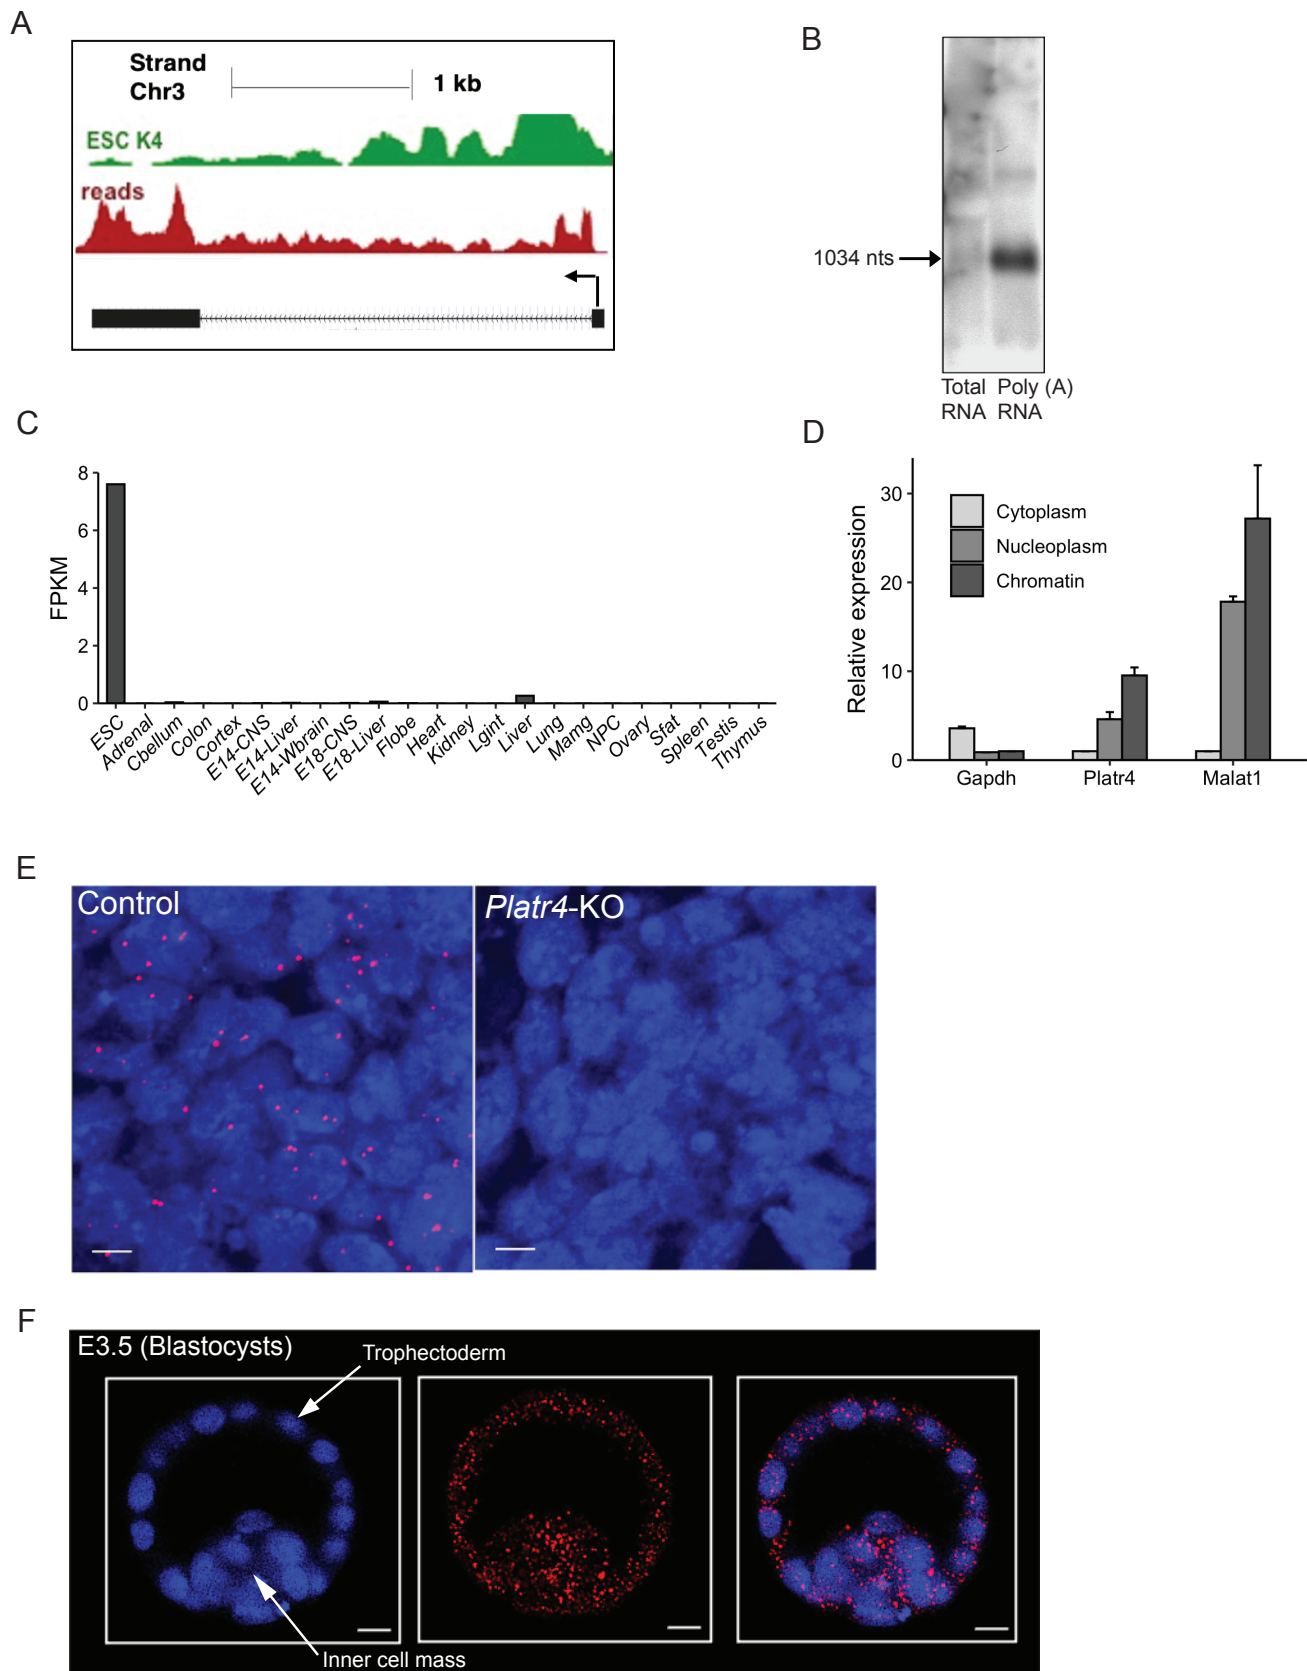 A
Strand
Chr3
1 kb
ESC K4
reads
B
1034 nts
Total Poly (A)
RNA RNA
C
FPKM
8
6
4
2
0
ESC
Adrenal
Cbellum
Colon
Cortex
E14-CNS
E14-Liver
E14-Wbrain
E18-CNS
E18-Liver
Flobe
Heart
Kidney
Lgint
Liver
Lung
Mamg
NPC
Ovary
Sfat
Spleen
Testis
Thymus
D
Relative expression
30
20
10
0
Cytoplasm
Nucleoplasm
Chromatin
Gapdh
Platr4
Malat1
E
Control
Platr4-KO
F
E3.5 (Blastocysts)
Trophectoderm
Inner cell mass